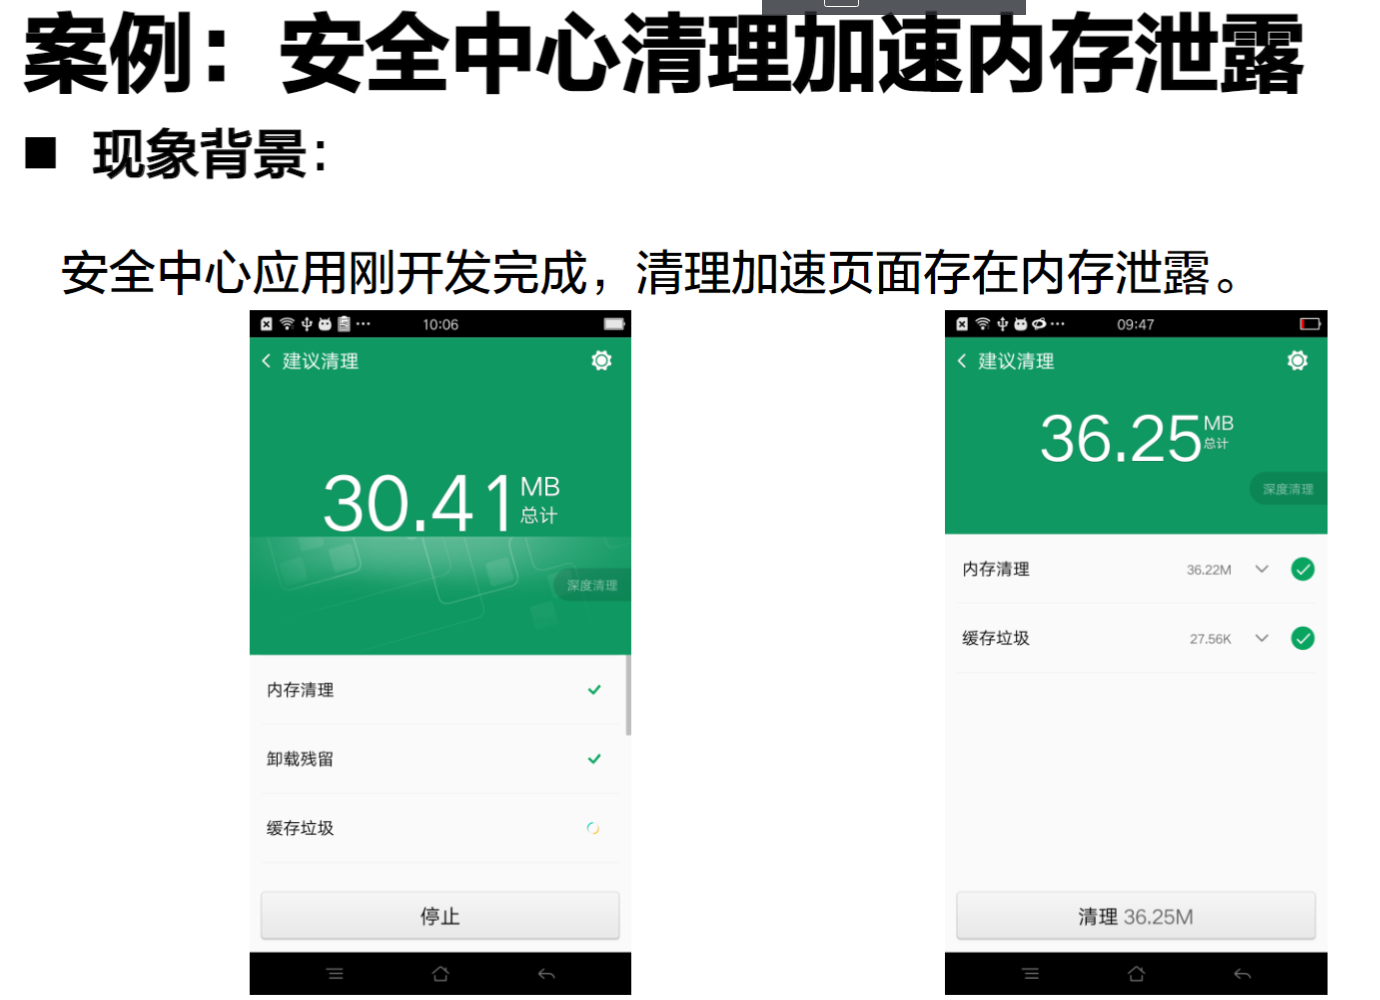 案例：安全中心清理加速内存泄露
■ 现象背景：
安全中心应用刚开发完成，清理加速页面存在内存泄露。
10:06
建议清理
30.41 MB
总计
深度清理
内存清理
卸载残留
缓存垃圾
停止
09:47
建议清理
36.25 MB
总计
深度清理
内存清理 36.22M
缓存垃圾 27.56K
清理 36.25M